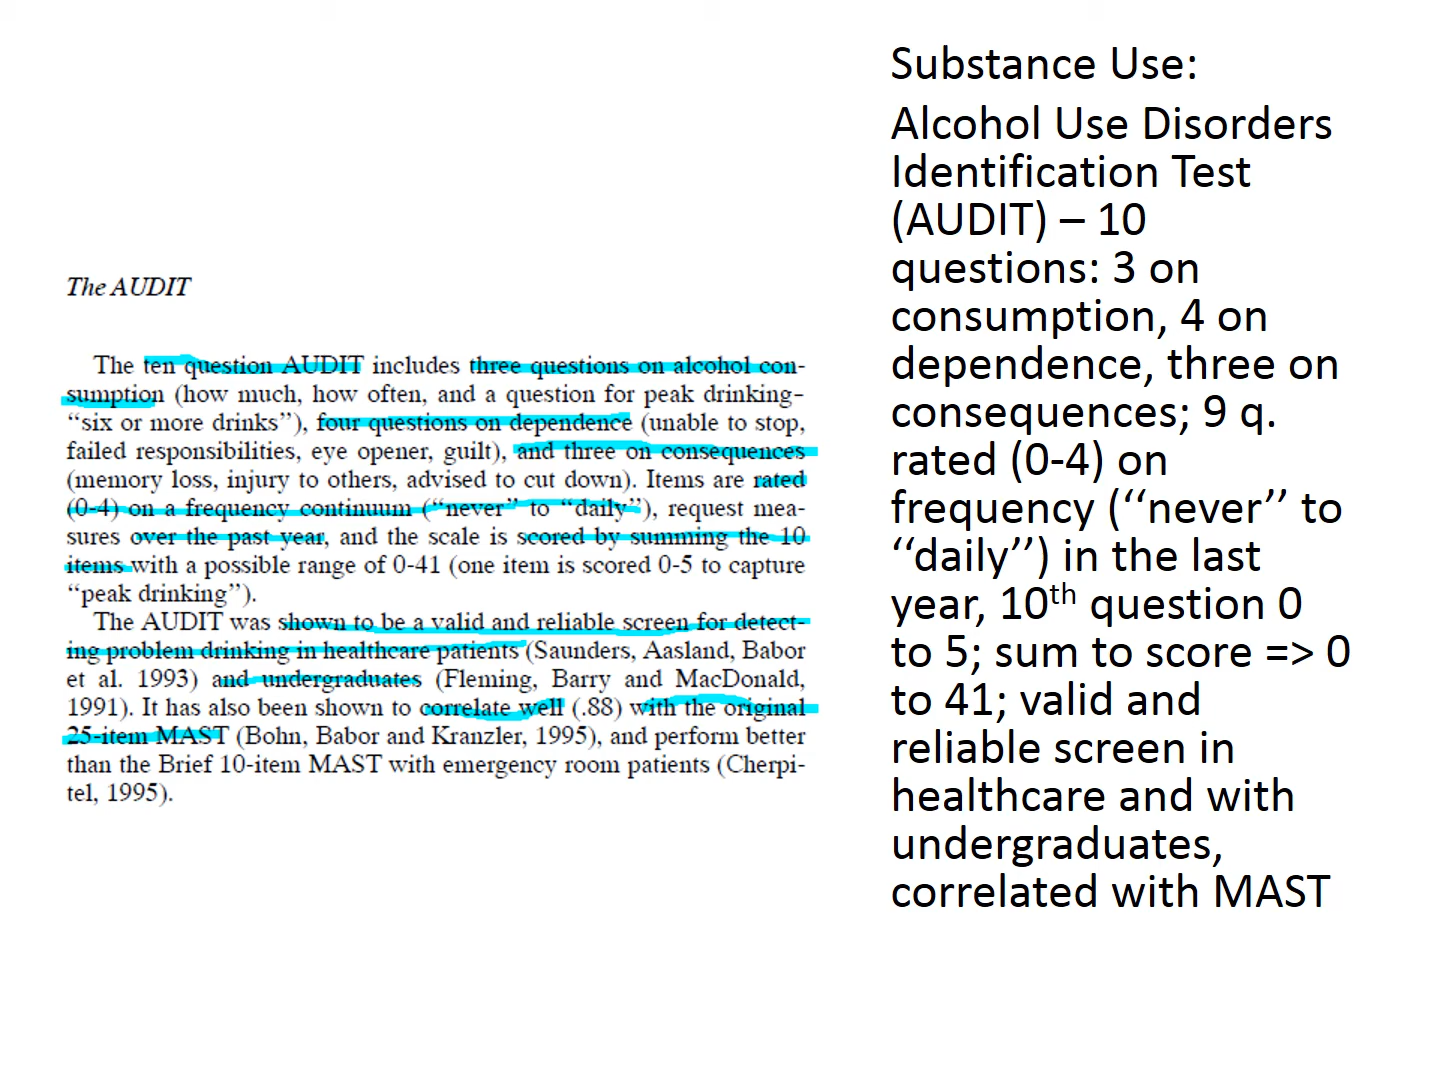 The AUDIT
The ten question AUDIT includes three questions on alcohol con-
sumption (how much, how often, and a question for peak drinking–
“six or more drinks”), four questions on dependence (unable to stop,
failed responsibilities, eye opener, guilt), and three on consequences
(memory loss, injury to others, advised to cut down). Items are rated
(0-4) on a frequency continuum (“never” to “daily”), request mea-
sures over the past year, and the scale is scored by summing the 10
items with a possible range of 0-41 (one item is scored 0-5 to capture
“peak drinking”).
The AUDIT was shown to be a valid and reliable screen for detect-
ing problem drinking in healthcare patients (Saunders, Aasland, Babor
et al. 1993) and undergraduates (Fleming, Barry and MacDonald,
1991). It has also been shown to correlate well (.88) with the original
25-item MAST (Bohn, Babor and Kranzler, 1995), and perform better
than the Brief 10-item MAST with emergency room patients (Cherpi-
tel, 1995).
Substance Use:
Alcohol Use Disorders
Identification Test
(AUDIT) – 10
questions: 3 on
consumption, 4 on
dependence, three on
consequences; 9 q.
rated (0-4) on
frequency (‘‘never’’ to
‘‘daily’’) in the last
year, 10th question 0
to 5; sum to score => 0
to 41; valid and
reliable screen in
healthcare and with
undergraduates,
correlated with MAST